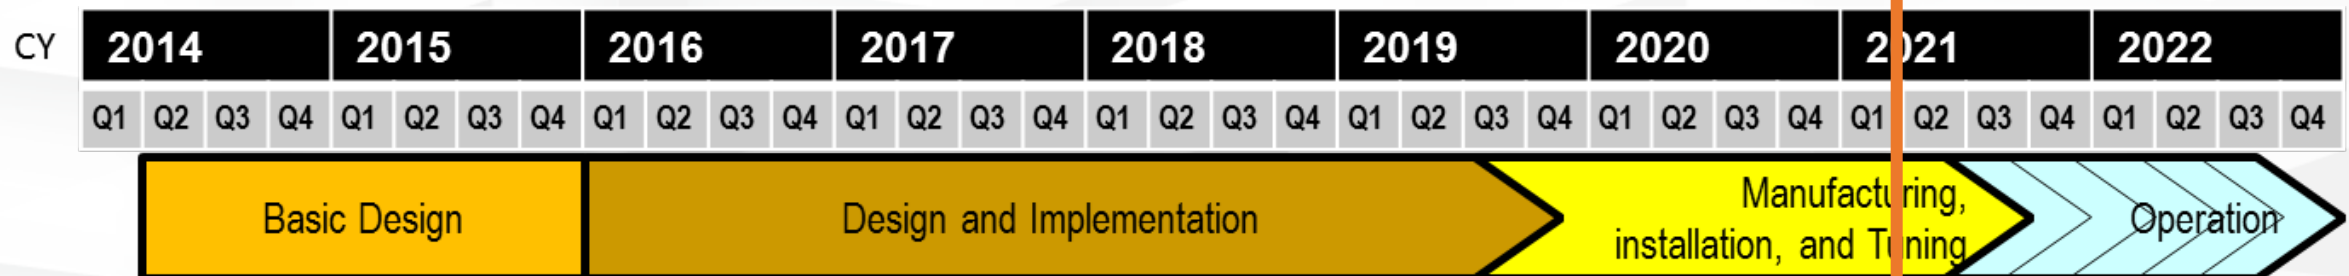 CY 2014 2015 2016 2017 2018 2019 2020 2021 2022
Q1 Q2 Q3 Q4 Q1 Q2 Q3 Q4 Q1 Q2 Q3 Q4 Q1 Q2 Q3 Q4 Q1 Q2 Q3 Q4 Q1 Q2 Q3 Q4 Q1 Q2 Q3 Q4 Q1 Q2 Q3 Q4 Q1 Q2 Q3 Q4
Basic Design
Design and Implementation
Manufacturing,
installation, and Tuning
Operation